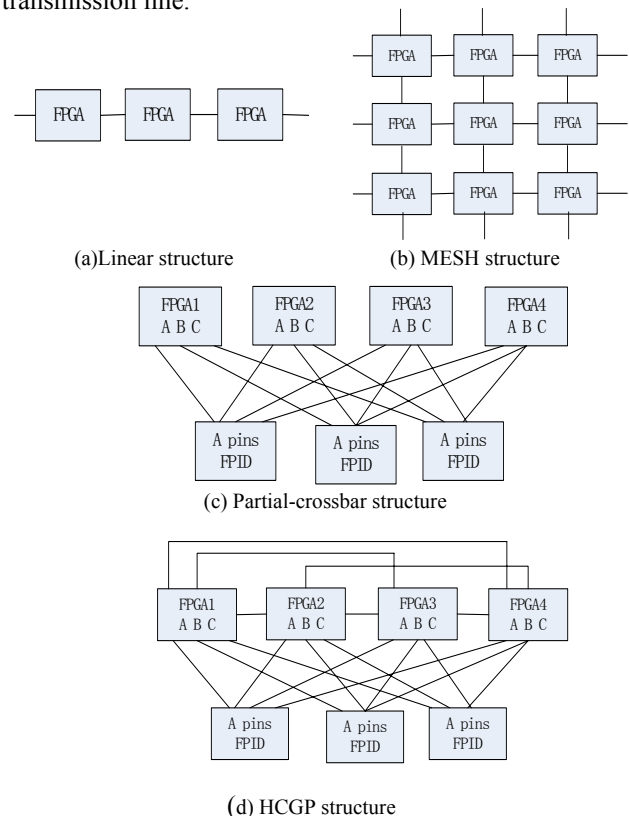 transmission line.
FPGA FPGA FPGA
FPGA FPGA FPGA
FPGA FPGA FPGA
FPGA FPGA FPGA
(a)Linear structure
(b) MESH structure
FPGA1 FPGA2 FPGA3 FPGA4
A B C A B C A B C A B C
A pins A pins A pins
FPID FPID FPID
(c) Partial-crossbar structure
FPGA1 FPGA2 FPGA3 FPGA4
A B C A B C A B C A B C
A pins A pins A pins
FPID FPID FPID
(d) HCGP structure